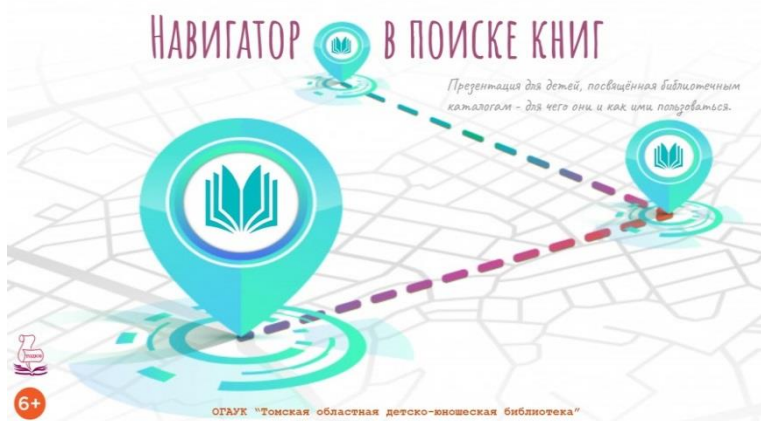 Навигатор в поиске книг
Презентация для детей, посвящённая библиотечным
каталогам - для чего они и как ими пользоваться.
6+
ОГАУК "Томская областная детско-юношеская библиотека"